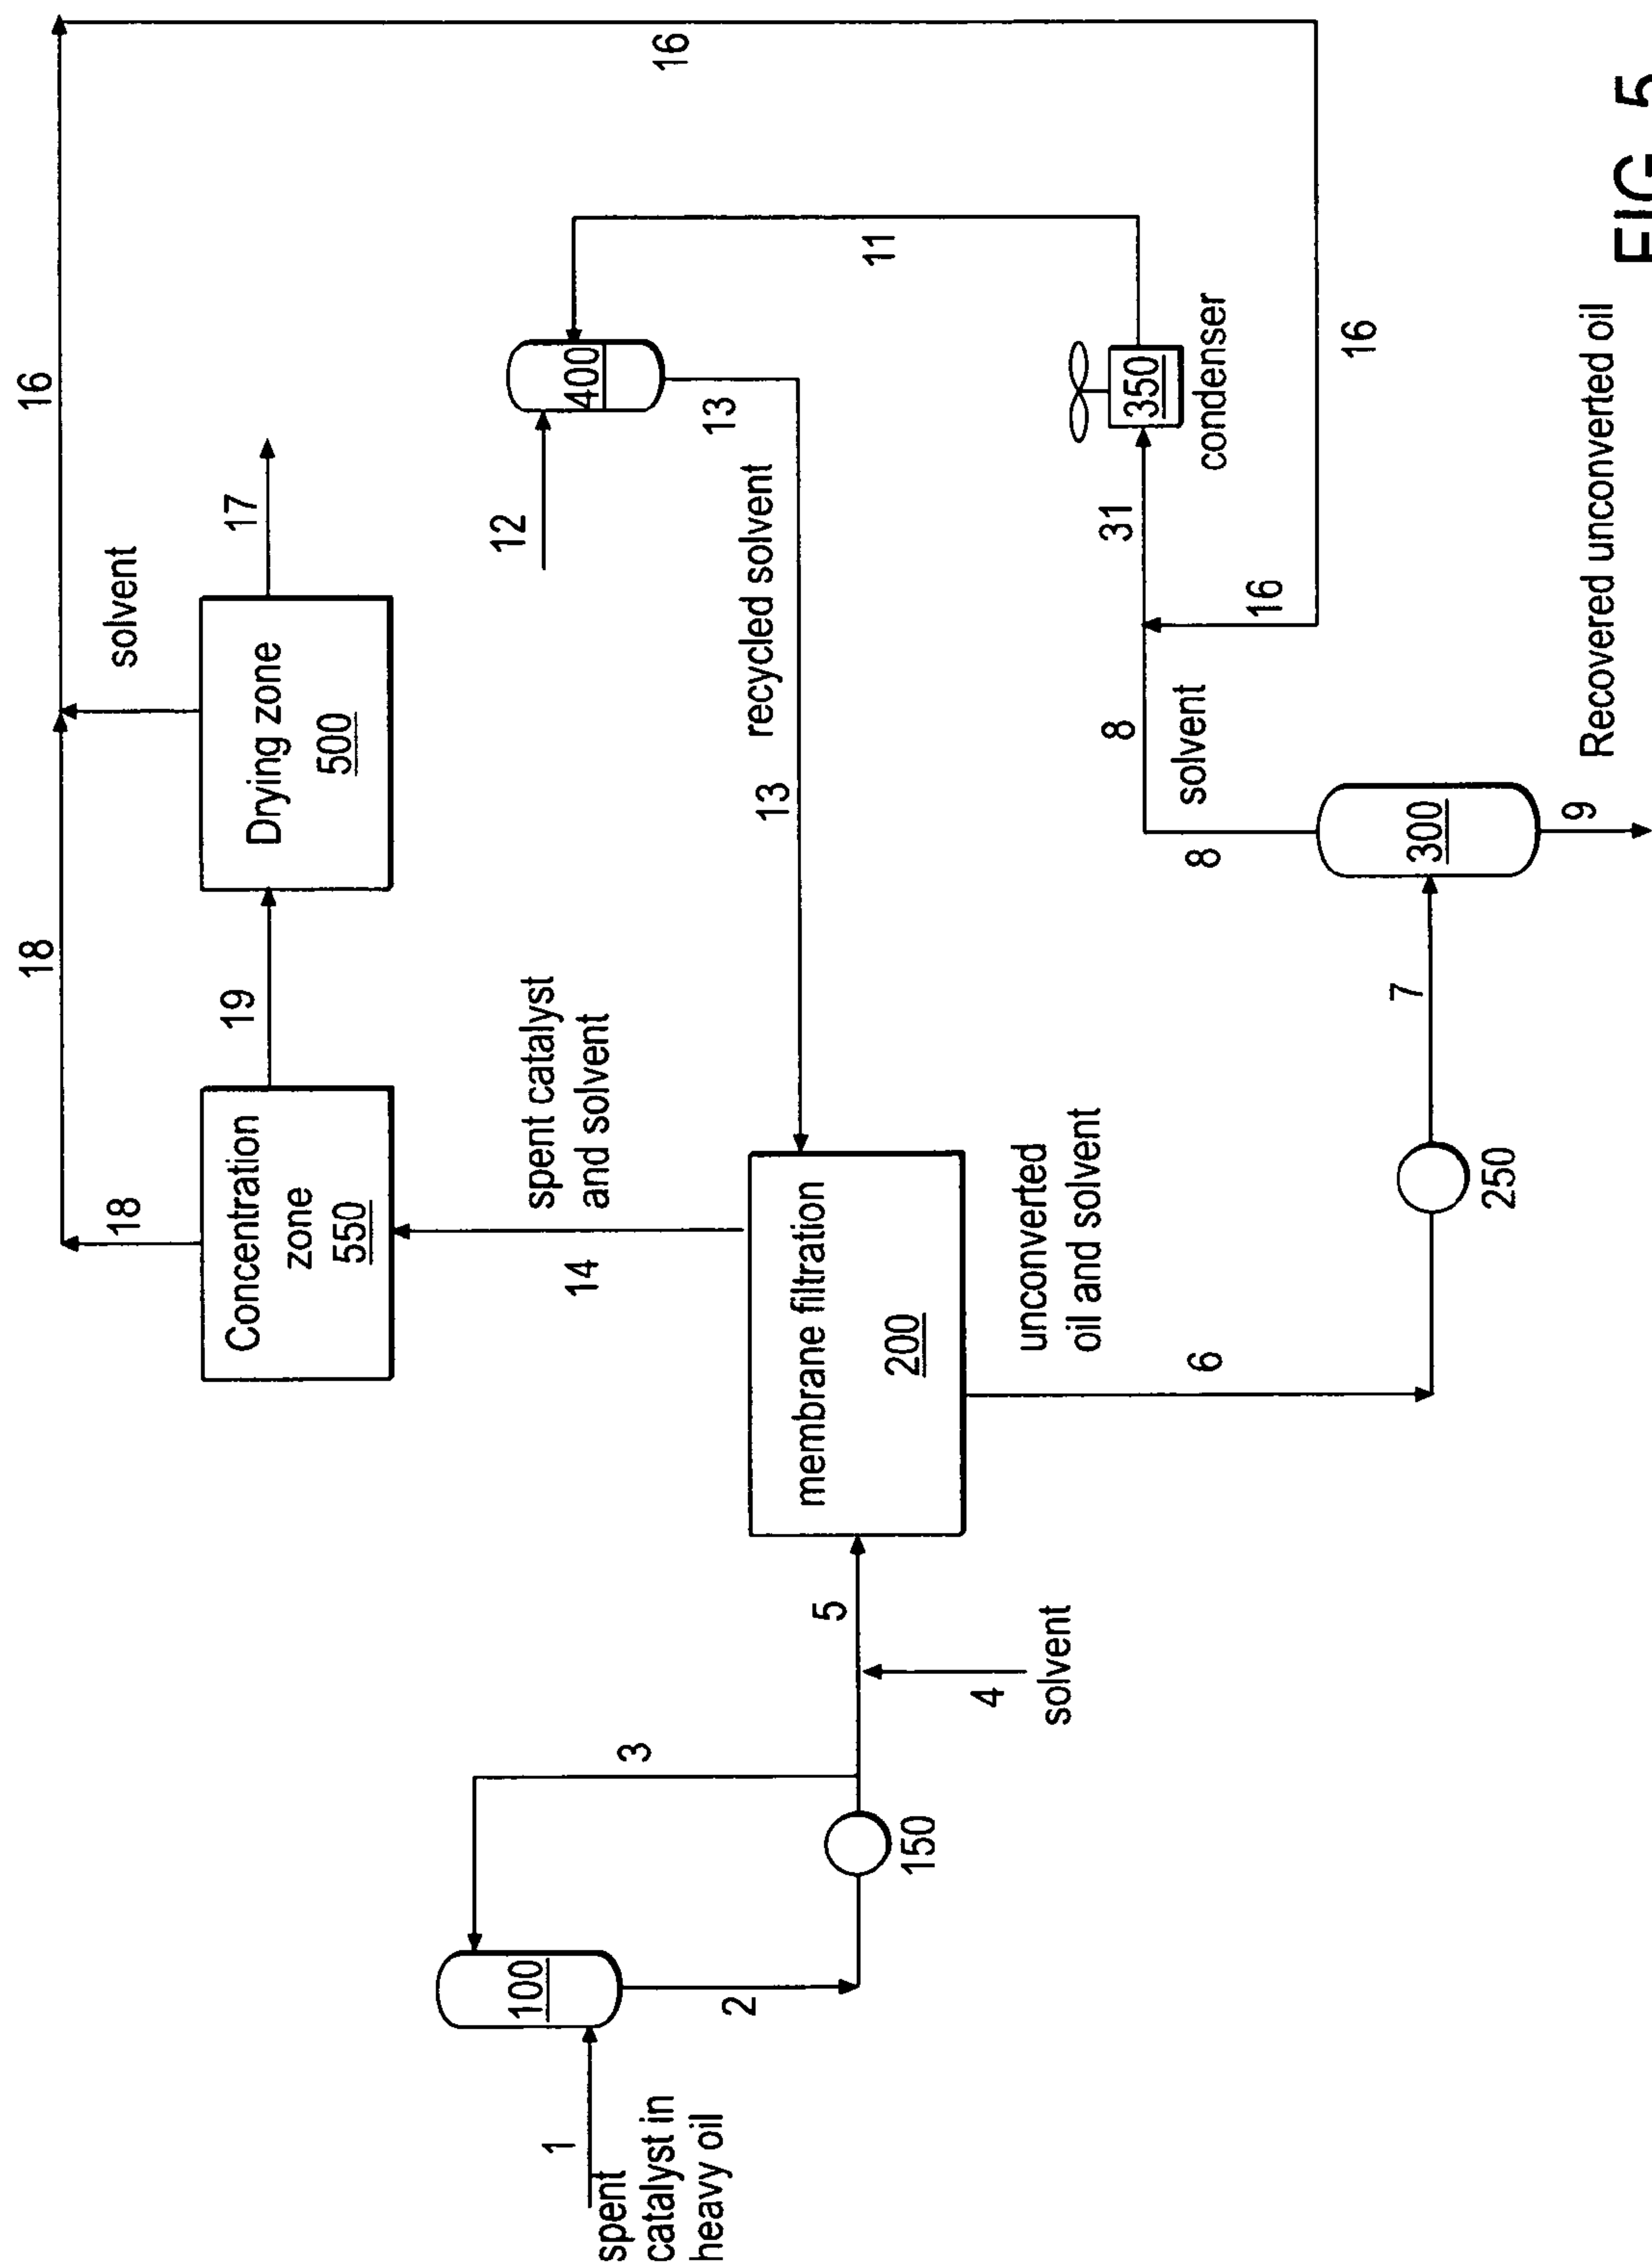 16
18
16
18
solvent
17
19
Concentration
zone
550
Drying zone
500
16
12
400
13
11
spent catalyst
and solvent
14
recycled solvent
13
1
spent
catalyst in
heavy oil
100
2
3
150
5
4
solvent
membrane filtration
200
unconverted
oil and solvent
6
8
31
350
condenser
solvent
8
16
16
7
250
300
9
Recovered unconverted oil
FIG. 5